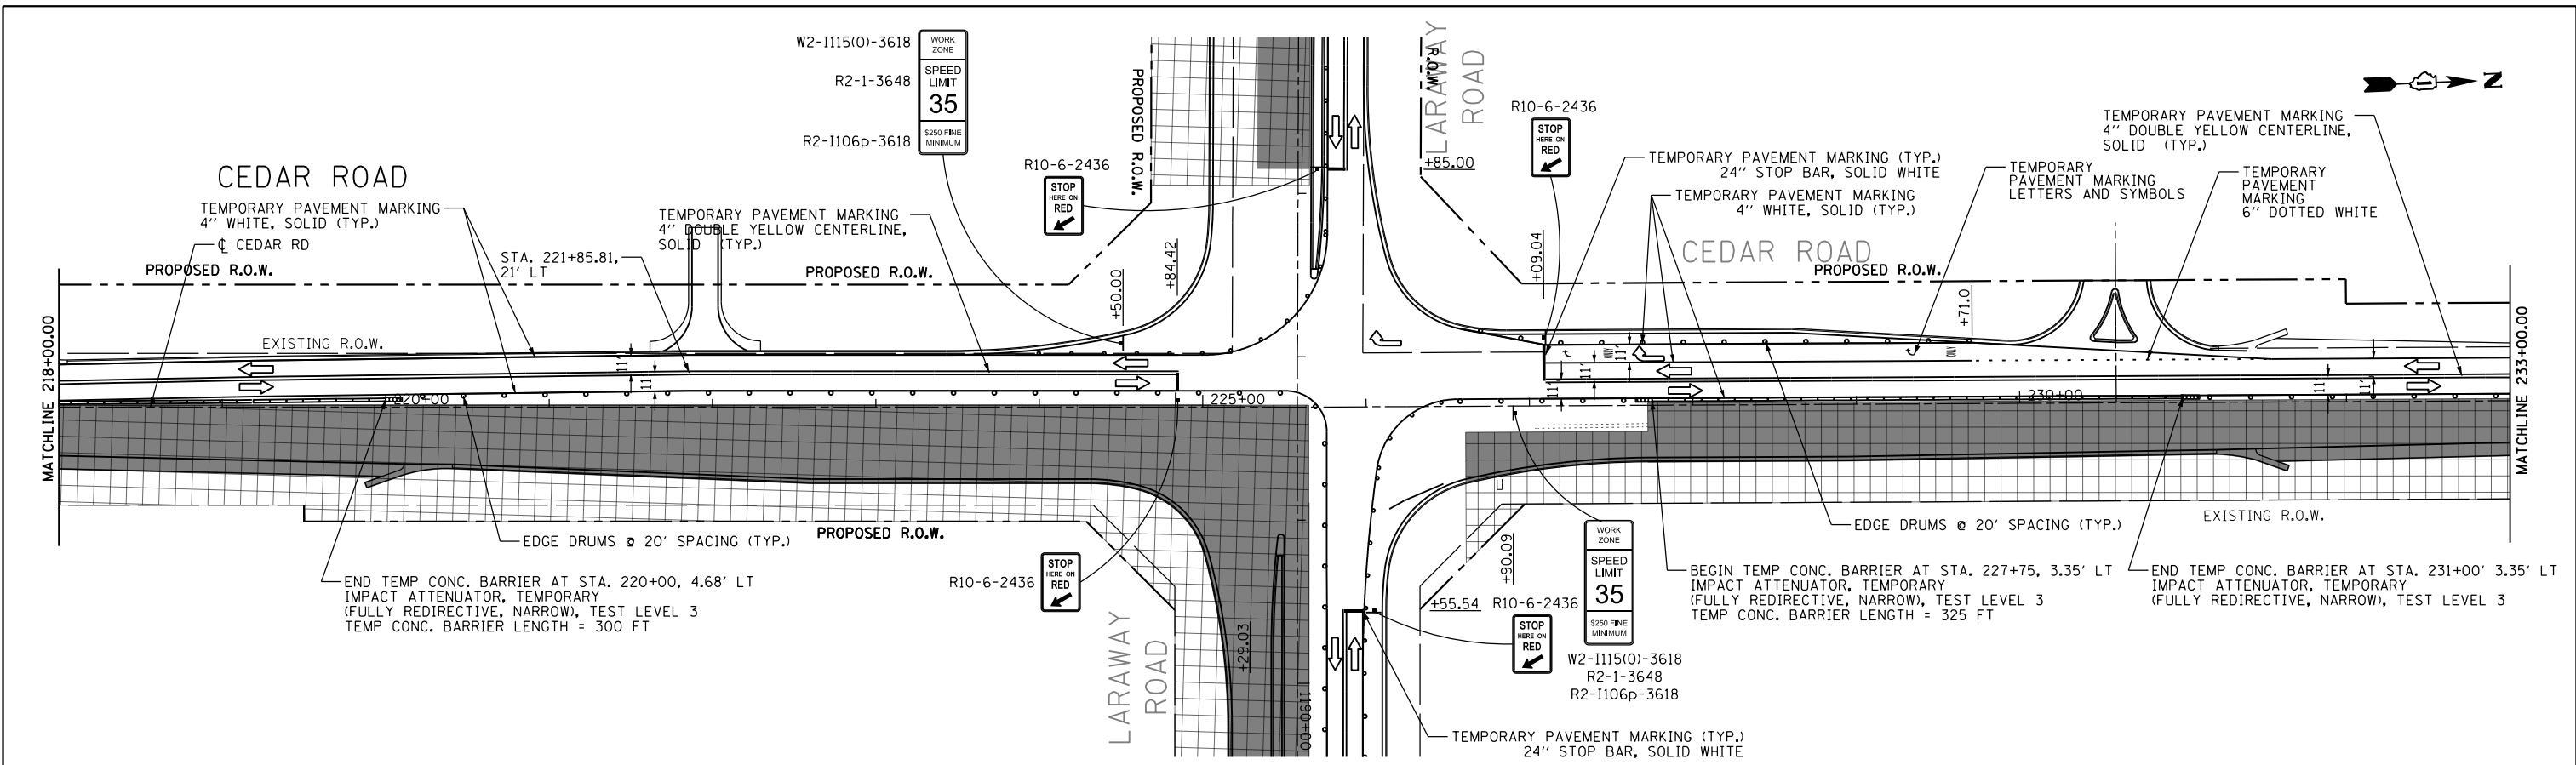 W2-I115(O)-3618
R2-1-3648
R2-I106p-3618
WORK
ZONE
SPEED
LIMIT
35
$250 FINE
MINIMUM
PROPOSED R.O.W.
R.O.W.
LARAWAY
ROAD
+85.00
R10-6-2436
STOP
HERE ON
RED
R10-6-2436
STOP
HERE ON
RED
N
TEMPORARY PAVEMENT MARKING
4'' DOUBLE YELLOW CENTERLINE,
SOLID (TYP.)
TEMPORARY PAVEMENT MARKING (TYP.)
24'' STOP BAR, SOLID WHITE
TEMPORARY PAVEMENT MARKING
4'' WHITE, SOLID (TYP.)
TEMPORARY
PAVEMENT MARKING
LETTERS AND SYMBOLS
TEMPORARY
PAVEMENT
MARKING
6'' DOTTED WHITE
CEDAR ROAD
TEMPORARY PAVEMENT MARKING
4'' WHITE, SOLID (TYP.)
℄ CEDAR RD
PROPOSED R.O.W.
STA. 221+85.81,
21' LT
TEMPORARY PAVEMENT MARKING
4'' DOUBLE YELLOW CENTERLINE,
SOLID (TYP.)
PROPOSED R.O.W.
+50.00
+84.42
+09.04
CEDAR ROAD
PROPOSED R.O.W.
+71.0
EXISTING R.O.W.
MATCHLINE 218+00.00
MATCHLINE 233+00.00
11'
11'
11'
11'
11'
ONLY
ONLY
11'
11'
220+00
225+00
230+00
EXISTING R.O.W.
PROPOSED R.O.W.
EDGE DRUMS @ 20' SPACING (TYP.)
EDGE DRUMS @ 20' SPACING (TYP.)
END TEMP CONC. BARRIER AT STA. 220+00, 4.68' LT
IMPACT ATTENUATOR, TEMPORARY
(FULLY REDIRECTIVE, NARROW), TEST LEVEL 3
TEMP CONC. BARRIER LENGTH = 300 FT
R10-6-2436
STOP
HERE ON
RED
LARAWAY
ROAD
+29.03
1190+00
+55.54
+90.09
R10-6-2436
STOP
HERE ON
RED
WORK
ZONE
SPEED
LIMIT
35
$250 FINE
MINIMUM
W2-I115(O)-3618
R2-1-3648
R2-I106p-3618
BEGIN TEMP CONC. BARRIER AT STA. 227+75, 3.35' LT
IMPACT ATTENUATOR, TEMPORARY
(FULLY REDIRECTIVE, NARROW), TEST LEVEL 3
TEMP CONC. BARRIER LENGTH = 325 FT
END TEMP CONC. BARRIER AT STA. 231+00' 3.35' LT
IMPACT ATTENUATOR, TEMPORARY
(FULLY REDIRECTIVE, NARROW), TEST LEVEL 3
TEMPORARY PAVEMENT MARKING (TYP.)
24'' STOP BAR, SOLID WHITE